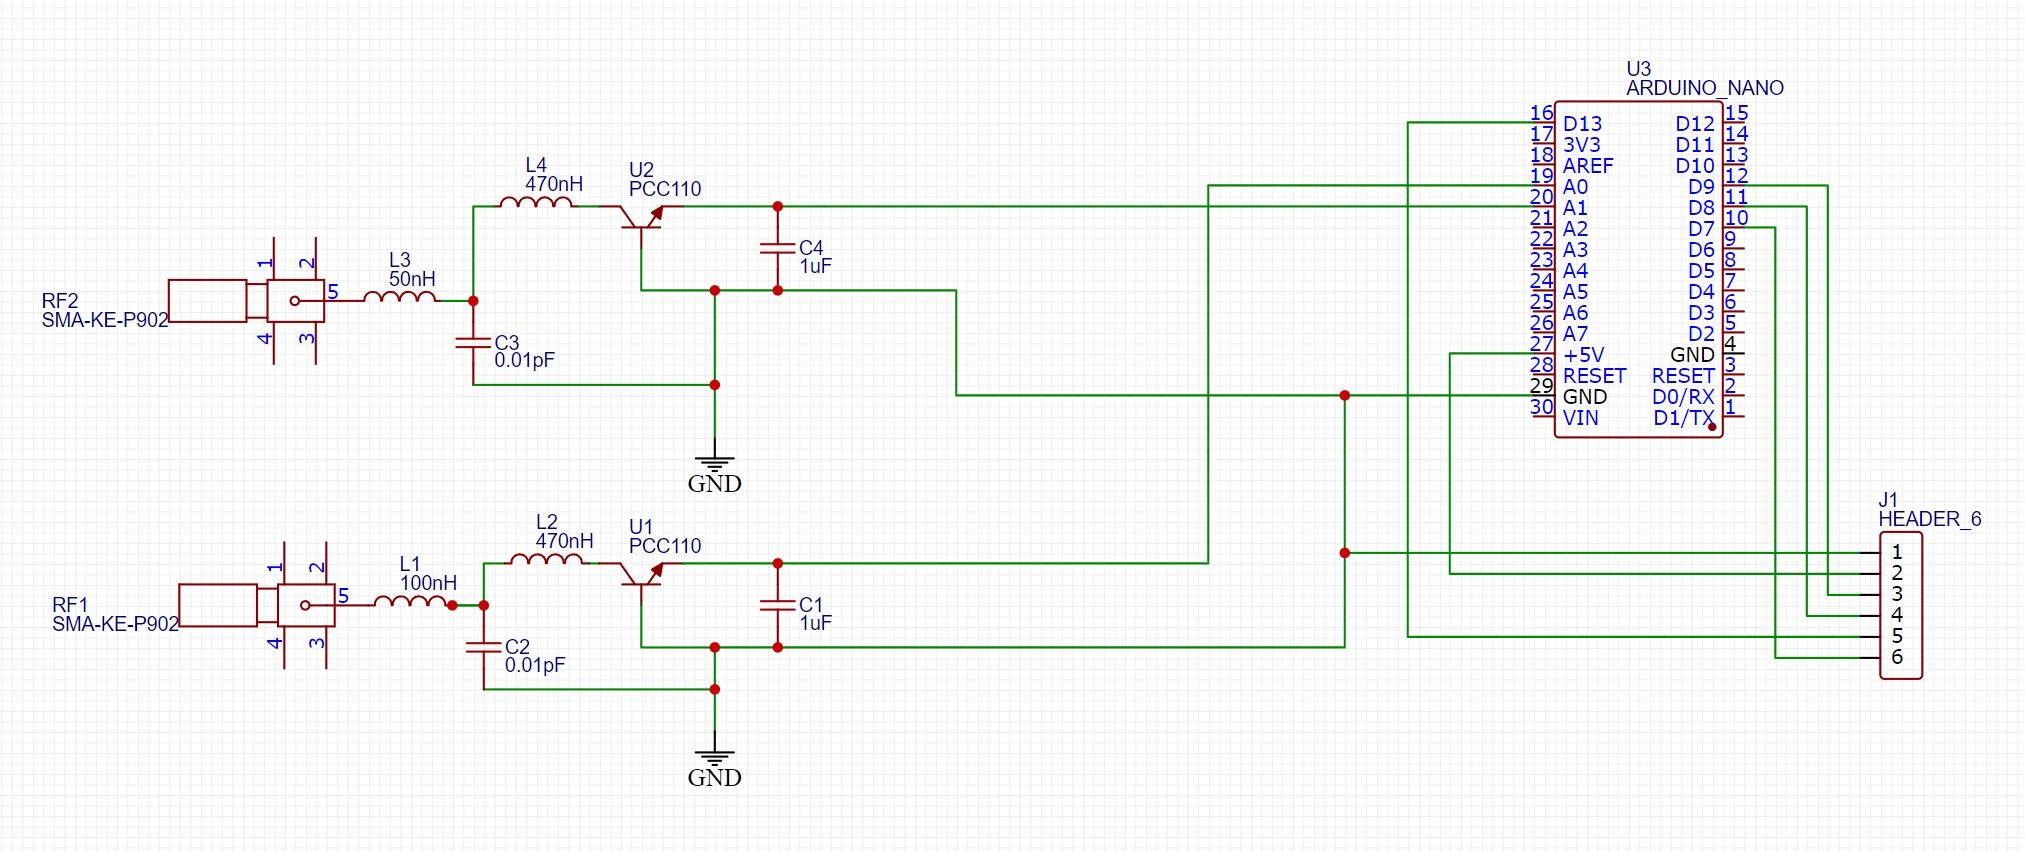 U3
ARDUINO_NANO
16 D13 D12 15
17 3V3 D11 14
18 AREF D10 13
19 A0 D9 12
20 A1 D8 11
21 A2 D7 10
22 A3 D6 9
23 A4 D5 8
24 A5 D4 7
25 A6 D3 6
26 A7 D2 5
27 +5V GND 4
28 RESET RESET 3
29 GND D0/RX 2
30 VIN D1/TX 1
L4
470nH
U2
PCC110
C4
1uF
L3
50nH
1 2
5
4 3
RF2
SMA-KE-P902
C3
0.01pF
GND
L2
470nH
U1
PCC110
C1
1uF
L1
100nH
1 2
5
4 3
RF1
SMA-KE-P902
C2
0.01pF
GND
J1
HEADER_6
1
2
3
4
5
6